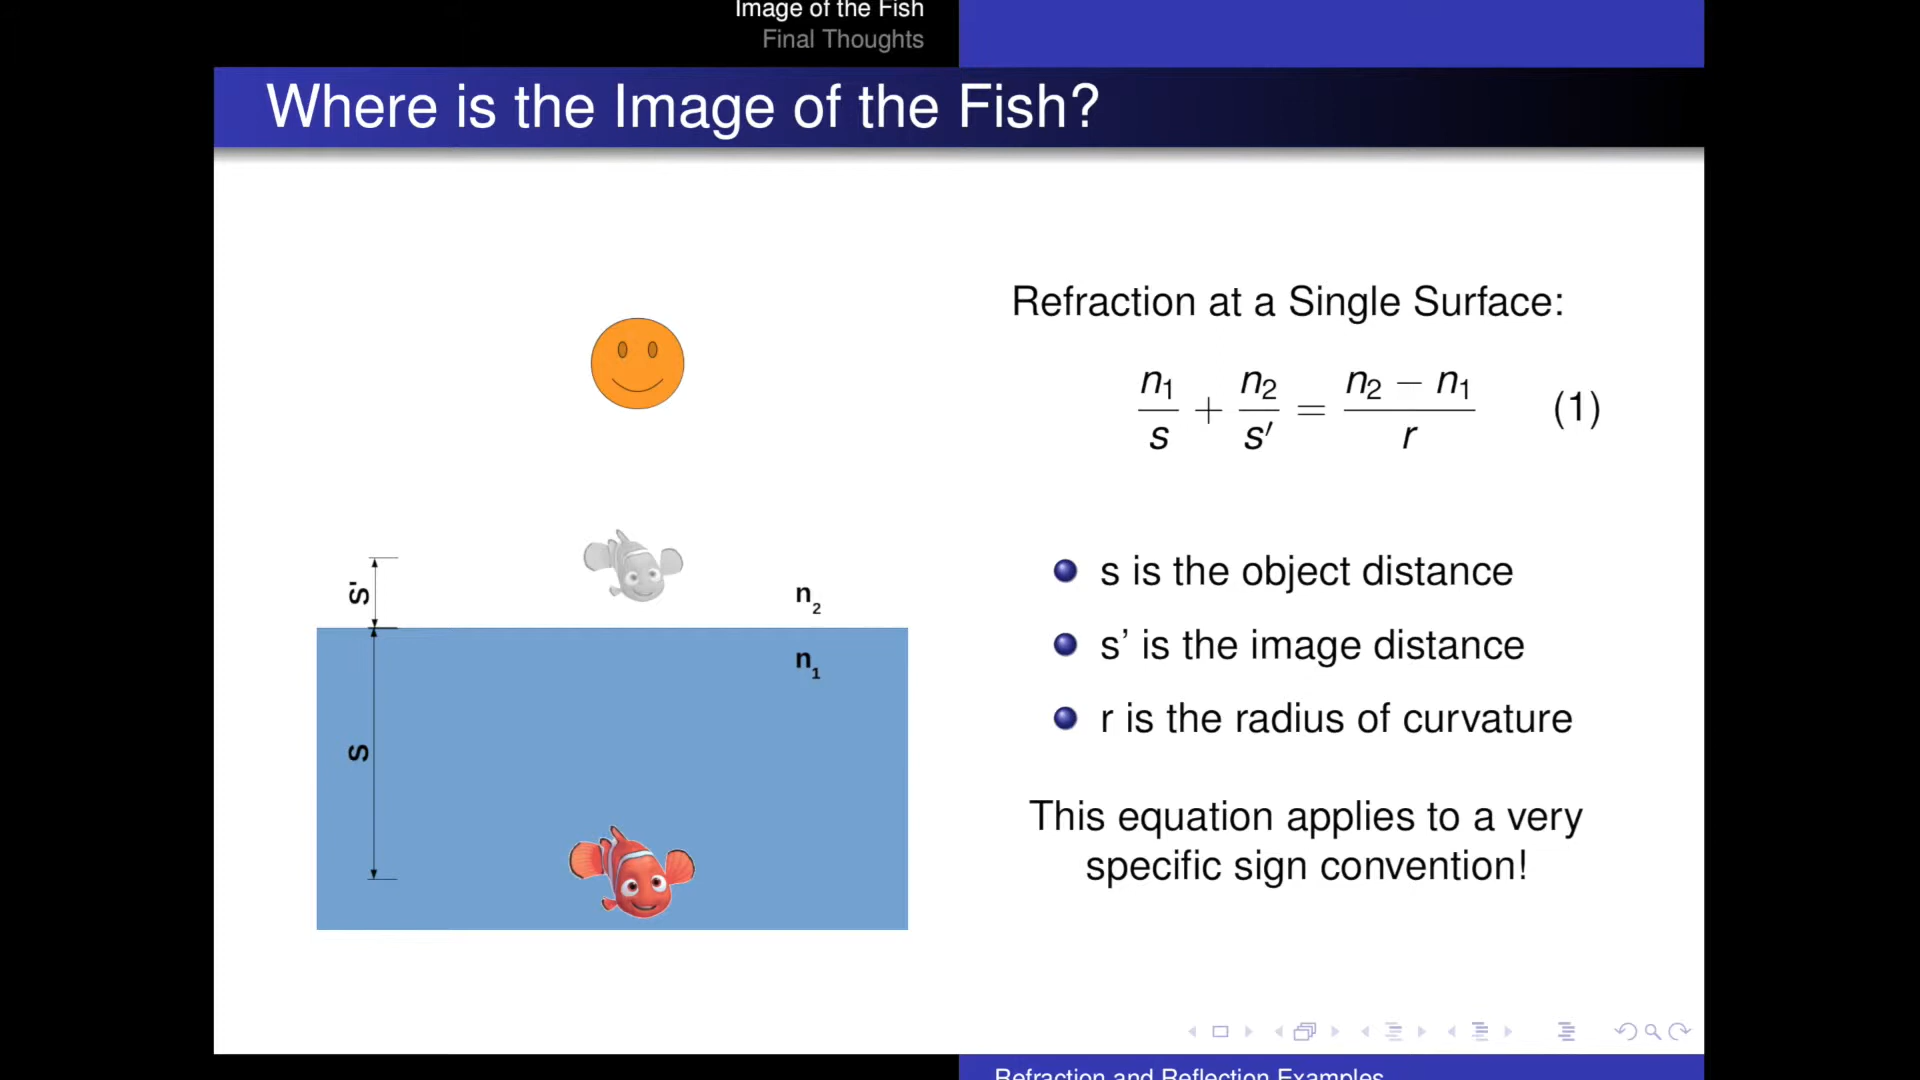 Image of the Fish
Final Thoughts
Where is the Image of the Fish?
Refraction at a Single Surface:
n₁/s + n₂/s′ = (n₂ − n₁)/r (1)
s is the object distance
s’ is the image distance
r is the radius of curvature
This equation applies to a very
specific sign convention!
s'
n₂
n₁
s
Refraction and Reflection Examples